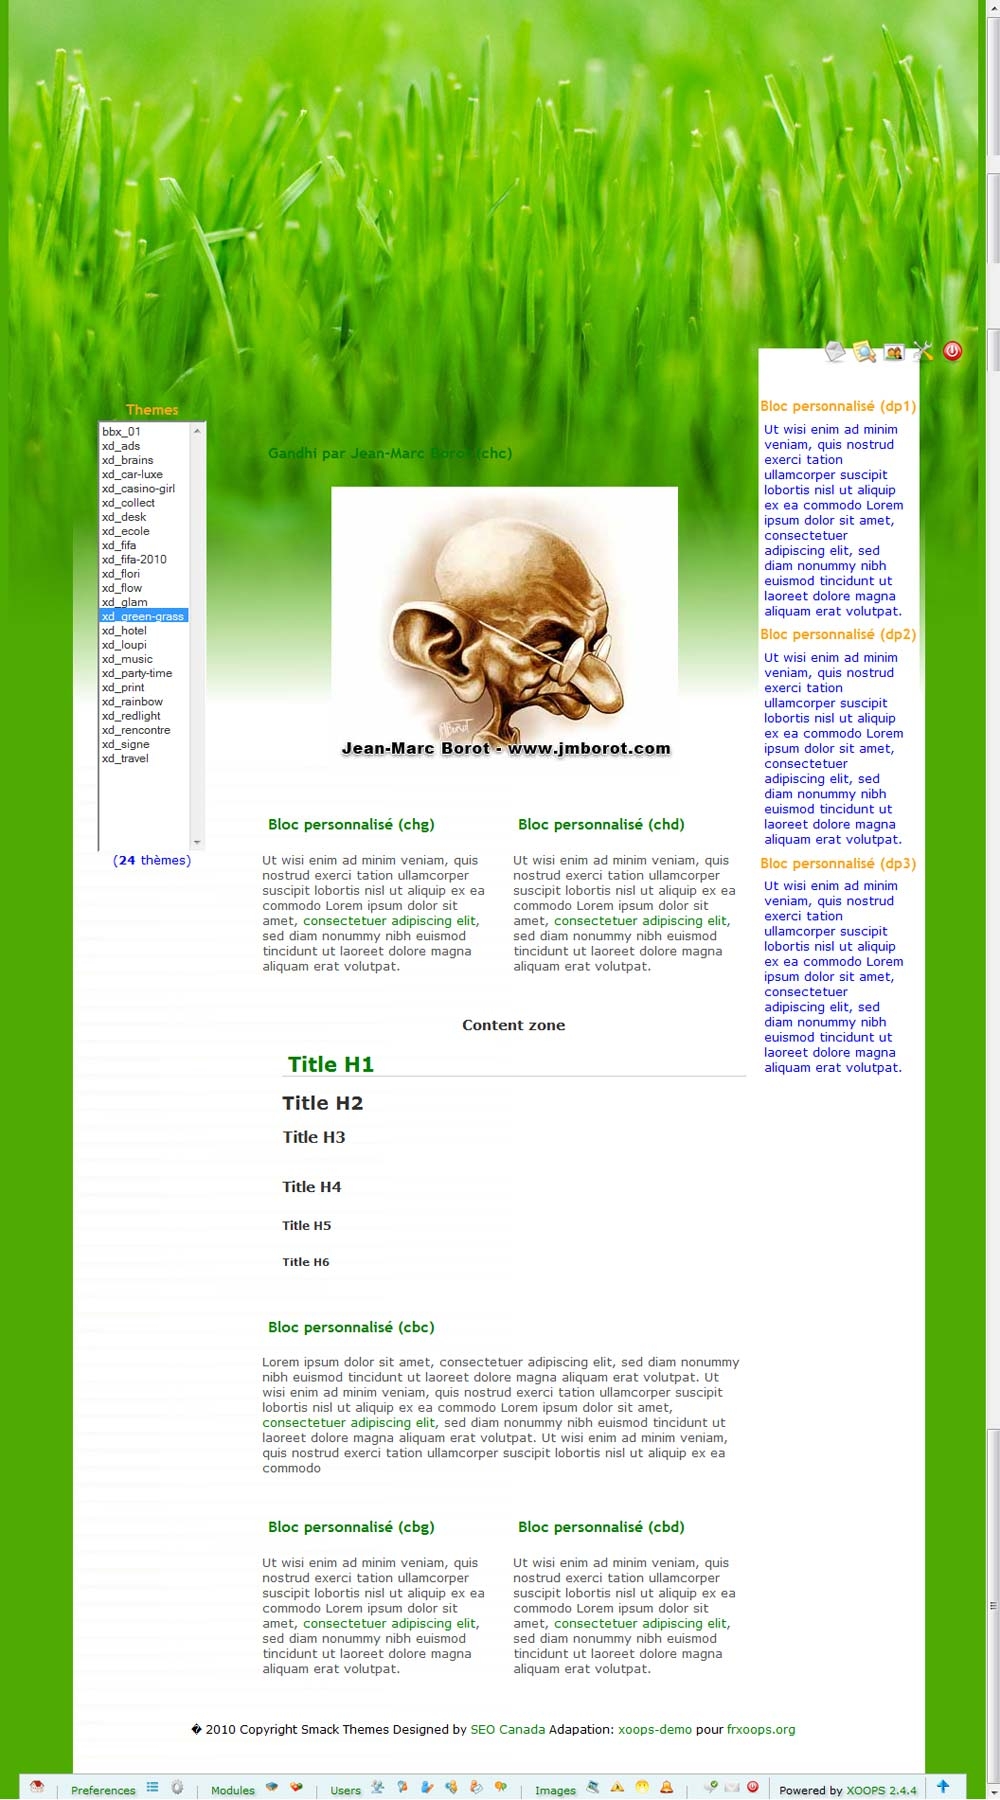 Themes
bbx_01
xd_ads
xd_brains
xd_car-luxe
xd_casino-girl
xd_collect
xd_desk
xd_ecole
xd_fifa
xd_fifa-2010
xd_flori
xd_flow
xd_glam
xd_green-grass
xd_hotel
xd_loupi
xd_music
xd_party-time
xd_print
xd_rainbow
xd_redlight
xd_rencontre
xd_signe
xd_travel
(24 thèmes)
Gandhi par Jean-Marc Borot (chc)
Jean-Marc Borot - www.jmborot.com
Bloc personnalisé (chg)
Ut wisi enim ad minim veniam, quis
nostrud exerci tation ullamcorper
suscipit lobortis nisl ut aliquip ex ea
commodo Lorem ipsum dolor sit
amet, consectetuer adipiscing elit,
sed diam nonummy nibh euismod
tincidunt ut laoreet dolore magna
aliquam erat volutpat.
Bloc personnalisé (chd)
Ut wisi enim ad minim veniam, quis
nostrud exerci tation ullamcorper
suscipit lobortis nisl ut aliquip ex ea
commodo Lorem ipsum dolor sit
amet, consectetuer adipiscing elit,
sed diam nonummy nibh euismod
tincidunt ut laoreet dolore magna
aliquam erat volutpat.
Content zone
Title H1
Title H2
Title H3
Title H4
Title H5
Title H6
Bloc personnalisé (cbc)
Lorem ipsum dolor sit amet, consectetuer adipiscing elit, sed diam nonummy
nibh euismod tincidunt ut laoreet dolore magna aliquam erat volutpat. Ut
wisi enim ad minim veniam, quis nostrud exerci tation ullamcorper suscipit
lobortis nisl ut aliquip ex ea commodo Lorem ipsum dolor sit amet,
consectetuer adipiscing elit, sed diam nonummy nibh euismod tincidunt ut
laoreet dolore magna aliquam erat volutpat. Ut wisi enim ad minim veniam,
quis nostrud exerci tation ullamcorper suscipit lobortis nisl ut aliquip ex ea
commodo
Bloc personnalisé (cbg)
Ut wisi enim ad minim veniam, quis
nostrud exerci tation ullamcorper
suscipit lobortis nisl ut aliquip ex ea
commodo Lorem ipsum dolor sit
amet, consectetuer adipiscing elit,
sed diam nonummy nibh euismod
tincidunt ut laoreet dolore magna
aliquam erat volutpat.
Bloc personnalisé (cbd)
Ut wisi enim ad minim veniam, quis
nostrud exerci tation ullamcorper
suscipit lobortis nisl ut aliquip ex ea
commodo Lorem ipsum dolor sit
amet, consectetuer adipiscing elit,
sed diam nonummy nibh euismod
tincidunt ut laoreet dolore magna
aliquam erat volutpat.
Bloc personnalisé (dp1)
Ut wisi enim ad minim
veniam, quis nostrud
exerci tation
ullamcorper suscipit
lobortis nisl ut aliquip
ex ea commodo Lorem
ipsum dolor sit amet,
consectetuer
adipiscing elit, sed
diam nonummy nibh
euismod tincidunt ut
laoreet dolore magna
aliquam erat volutpat.
Bloc personnalisé (dp2)
Ut wisi enim ad minim
veniam, quis nostrud
exerci tation
ullamcorper suscipit
lobortis nisl ut aliquip
ex ea commodo Lorem
ipsum dolor sit amet,
consectetuer
adipiscing elit, sed
diam nonummy nibh
euismod tincidunt ut
laoreet dolore magna
aliquam erat volutpat.
Bloc personnalisé (dp3)
Ut wisi enim ad minim
veniam, quis nostrud
exerci tation
ullamcorper suscipit
lobortis nisl ut aliquip
ex ea commodo Lorem
ipsum dolor sit amet,
consectetuer
adipiscing elit, sed
diam nonummy nibh
euismod tincidunt ut
laoreet dolore magna
aliquam erat volutpat.
� 2010 Copyright Smack Themes Designed by SEO Canada Adapation: xoops-demo pour frxoops.org
Preferences | Modules | Users | Images | Powered by XOOPS 2.4.4